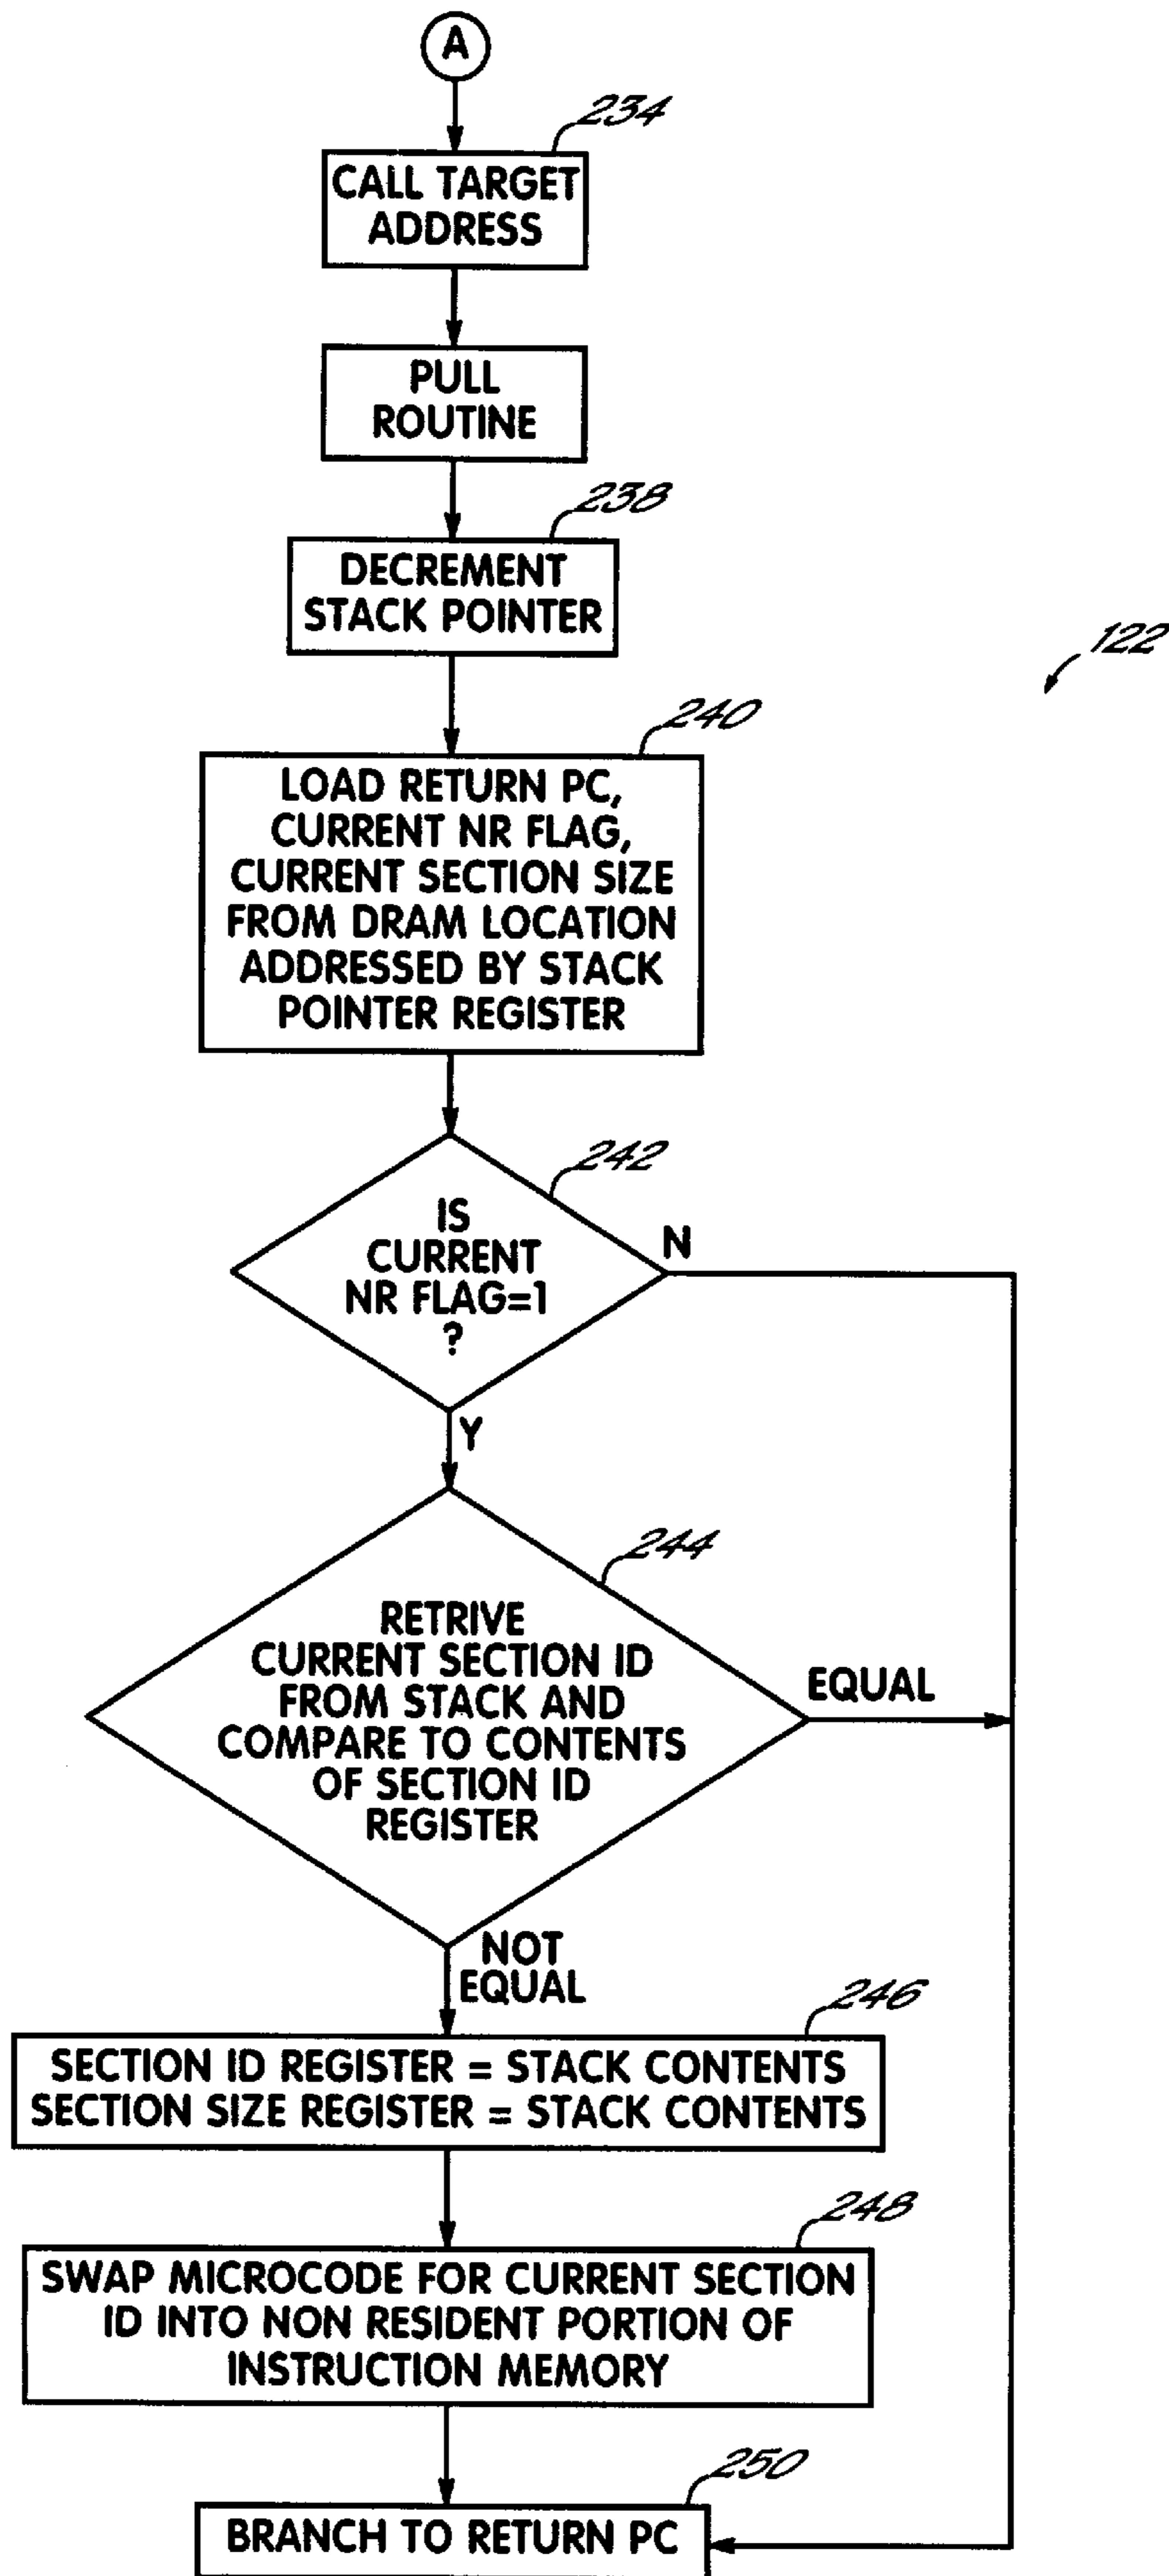 A
234
CALL TARGET
ADDRESS
PULL
ROUTINE
238
DECREMENT
STACK POINTER
122
240
LOAD RETURN PC,
CURRENT NR FLAG,
CURRENT SECTION SIZE
FROM DRAM LOCATION
ADDRESSED BY STACK
POINTER REGISTER
242
IS
CURRENT
NR FLAG=1
?
N
Y
244
RETRIVE
CURRENT SECTION ID
FROM STACK AND
COMPARE TO CONTENTS
OF SECTION ID
REGISTER
EQUAL
NOT
EQUAL
246
SECTION ID REGISTER = STACK CONTENTS
SECTION SIZE REGISTER = STACK CONTENTS
248
SWAP MICROCODE FOR CURRENT SECTION
ID INTO NON RESIDENT PORTION OF
INSTRUCTION MEMORY
250
BRANCH TO RETURN PC